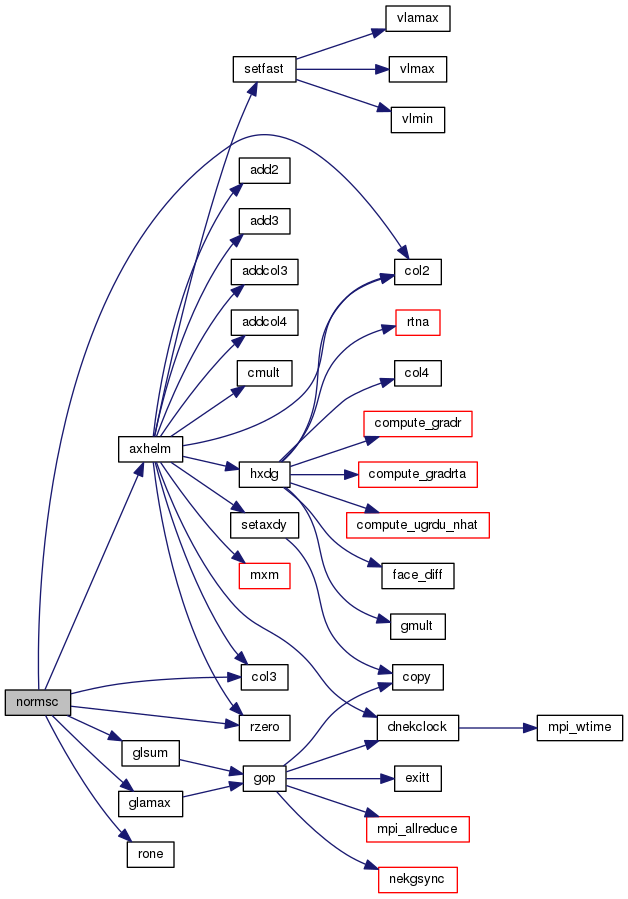 vlamax
setfast
vlmax
vlmin
add2
add3
addcol3
col2
addcol4
rtna
cmult
col4
compute_gradr
axhelm
hxdg
compute_gradrta
setaxdy
compute_ugrdu_nhat
mxm
face_diff
gmult
col3
copy
normsc
rzero
dnekclock
mpi_wtime
glsum
gop
exitt
glamax
mpi_allreduce
rone
nekgsync